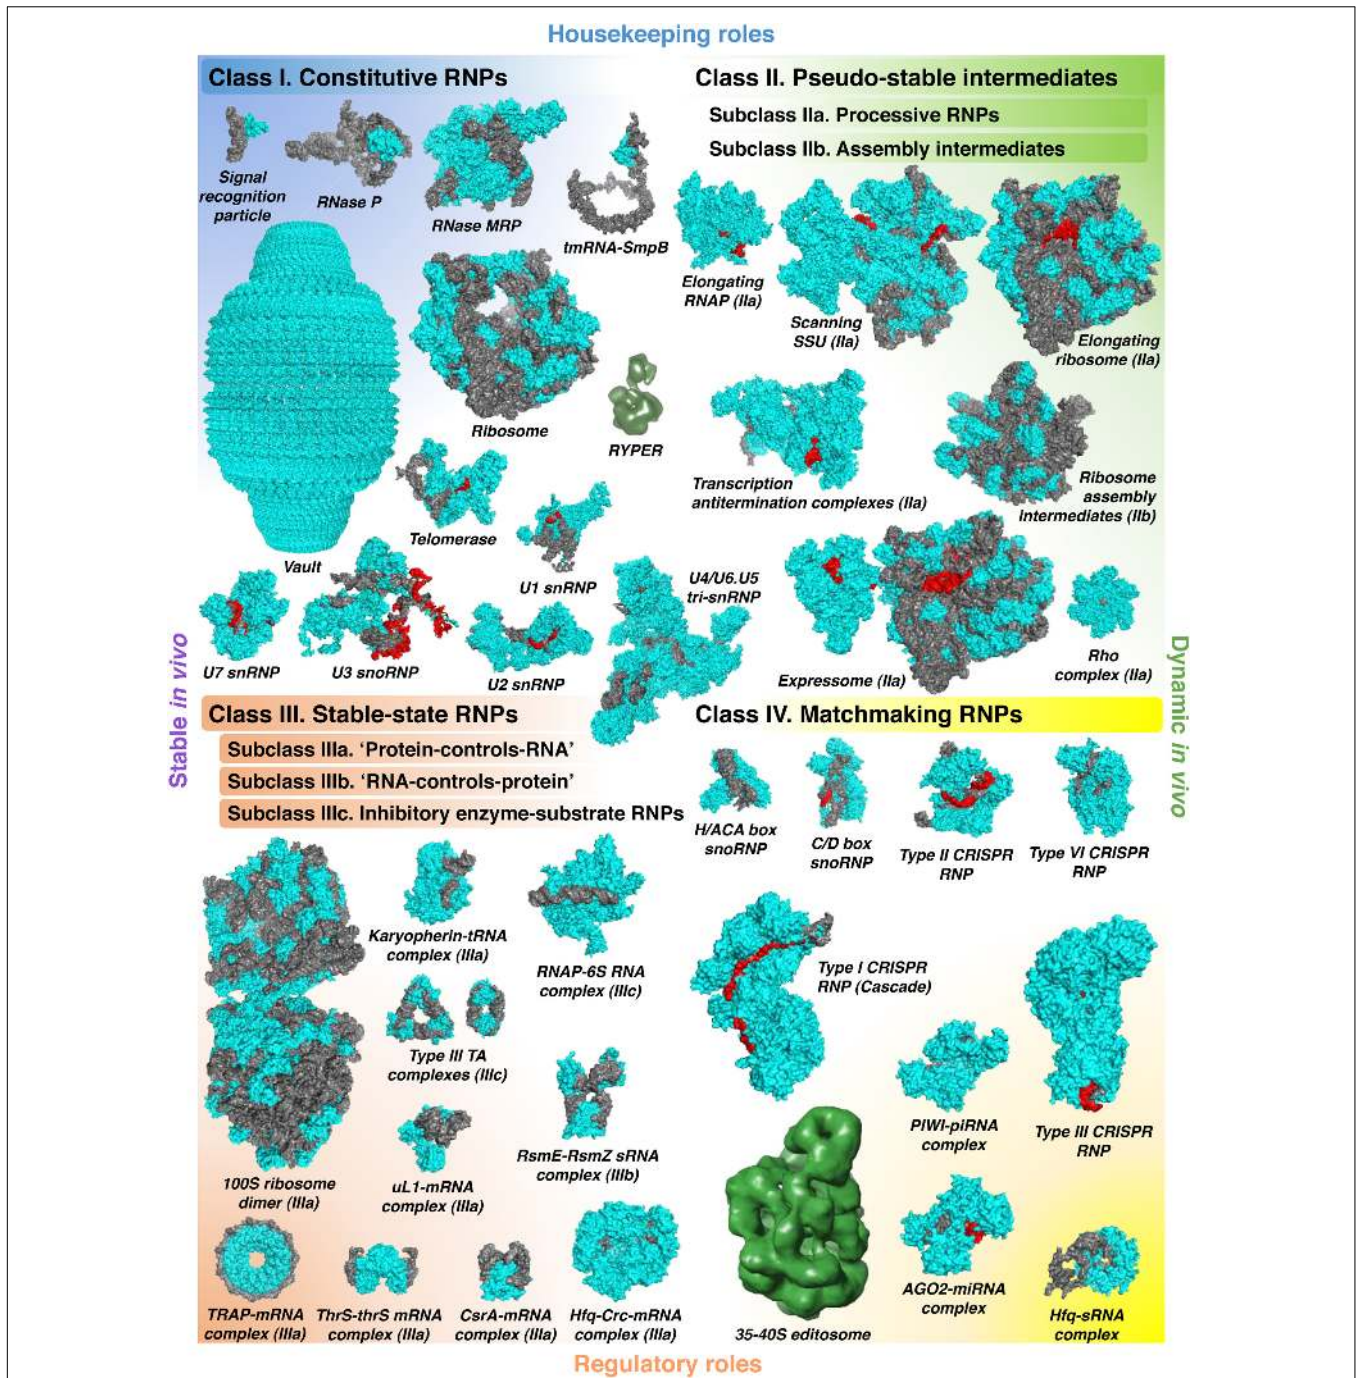 Housekeeping roles
Class I. Constitutive RNPs
Signal
recognition
particle
RNase P
RNase MRP
tmRNA-SmpB
Ribosome
RYPER
Vault
Telomerase
U1 snRNP
U7 snRNP
U3 snoRNP
U2 snRNP
U4/U6.U5
tri-snRNP
Class II. Pseudo-stable intermediates
Subclass IIa. Processive RNPs
Subclass IIb. Assembly intermediates
Elongating
RNAP (IIa)
Scanning
SSU (IIa)
Elongating
ribosome (IIa)
Transcription
antitermination complexes (IIa)
Ribosome
assembly
intermediates (IIb)
Expressome (IIa)
Rho
complex (IIa)
Stable in vivo
Dynamic in vivo
Class III. Stable-state RNPs
Subclass IIIa. ‘Protein-controls-RNA’
Subclass IIIb. ‘RNA-controls-protein’
Subclass IIIc. Inhibitory enzyme-substrate RNPs
Karyopherin-tRNA
complex (IIIa)
RNAP-6S RNA
complex (IIIc)
Type III TA
complexes (IIIc)
100S ribosome
dimer (IIIa)
uL1-mRNA
complex (IIIa)
RsmE-RsmZ sRNA
complex (IIIb)
TRAP-mRNA
complex (IIIa)
ThrS-thrS mRNA
complex (IIIa)
CsrA-mRNA
complex (IIIa)
Hfq-Crc-mRNA
complex (IIIa)
Class IV. Matchmaking RNPs
H/ACA box
snoRNP
C/D box
snoRNP
Type II CRISPR
RNP
Type VI CRISPR
RNP
Type I CRISPR
RNP (Cascade)
PIWI-piRNA
complex
Type III CRISPR
RNP
35-40S editosome
AGO2-miRNA
complex
Hfq-sRNA
complex
Regulatory roles